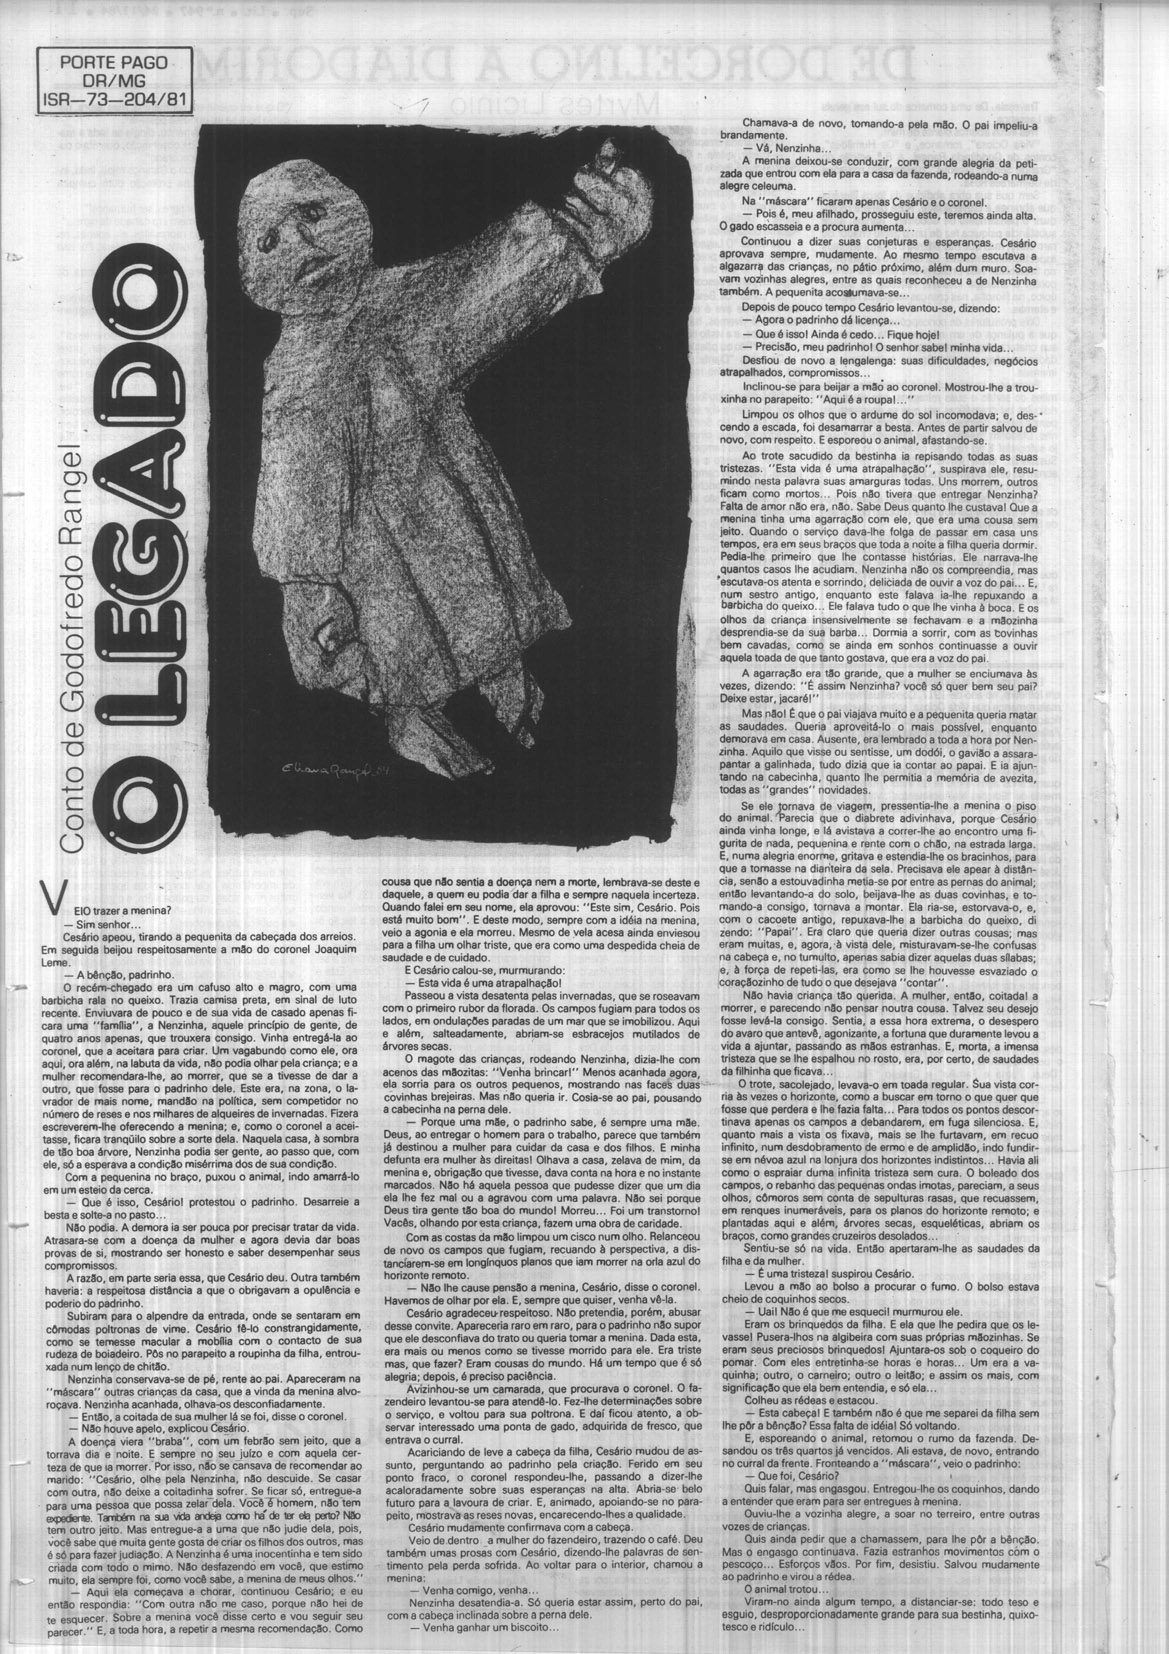 PORTE PAGO
DR/MG
ISR—73—204/81
O LEGADO
Conto de Godofredo Rangel
VEIO trazer a menina?
— Sim senhor...
Cesário apeou, tirando a pequenita da cabeçada dos arreios.
Em seguida beijou respeitosamente a mão do coronel Joaquim
Leme.
— A bênção, padrinho.
O recém-chegado era um cafuso alto e magro, com uma
barbicha rala no queixo. Trazia camisa preta, em sinal de luto
recente. Enviuvara de pouco e de sua vida de casado apenas fi-
cara uma "família", a Nenzinha, aquele princípio de gente, de
quatro anos apenas, que trouxera consigo. Vinha entregá-la ao
coronel, que a aceitara para criar. Um vagabundo como ele, ora
aqui, ora além, na labuta da vida, não podia olhar pela criança; e a
mulher recomendara-lhe, ao morrer, que se a tivesse de dar a
outro, que fosse para o padrinho dele. Este era, na zona, o la-
vrador de mais nome, mandão na política, sem competidor no
número de reses e nos milhares de alqueires de invernadas. Fizera
escreverem-lhe oferecendo a menina; e, como o coronel a acei-
tasse, ficara tranqüilo a sorte dela. Naquela casa, à sombra
de tão boa árvore, Nenzinha podia ser gente, ao passo que, com
ele, só a esperava a condição misérrima dos de sua condição.
Com a pequenina no braço, puxou o animal, indo amarrá-lo
em um esteio da cerca.
— Que é isso, Cesário! protestou o padrinho. Desarreie a
besta e solte-a no pasto...
Não podia. A demora ia ser pouca por precisar tratar da vida.
Atrasara-se com a doença da mulher e agora devia dar boas
provas de si, mostrando ser honesto e saber desempenhar seus
compromissos.
A razão, em parte seria essa, que Cesário deu. Outra também
haveria: a respeitosa distância a que o obrigavam a opulência e
poderio do padrinho.
Subiram para o alpendre da entrada, onde se sentaram em
cômodas poltronas de vime. Cesário fê-lo constrangidamente,
como se temesse macular a mobília com o contacto de sua
rudeza de boiadeiro. Pôs no parapeito a roupinha da filha, entrou-
xada num lenço de chitão.
Nenzinha conservava-se de pé, rente ao pai. Apareceram na
"máscara" outras crianças da casa, que a vinda da menina alvo-
roçava. Nenzinha acanhada, olhava-os desconfiadamente.
— Então, a coitada de sua mulher lá se foi, disse o coronel.
— Não houve apelo, explicou Cesário.
A doença viera "braba", com um febrão sem jeito, que a
torrava dia e noite. E sempre no seu juízo e com aquela cer-
teza de que ia morrer. Por isso, não se cansava de recomendar ao
marido: "Cesário, olhe pela Nenzinha, não descuide. Se casar
com outra, não deixe a coitadinha sofrer. Se ficar só, entregue-a
para uma pessoa que possa zelar dela. Você é homem, não tem
expediente. Também na sua vida andeja como há de ter ela perto? Não
tem outro jeito. Mas entregue-a a uma que não judie dela, pois,
você sabe que muita gente gosta de criar os filhos dos outros, mas
é só para fazer judiação. A Nenzinha é uma inocentinha e tem sido
criada com todo o mimo. Não desfazendo em você, que estimo
muito, ela sempre foi, como você sabe, a menina de meus olhos."
— Aqui ela começava a chorar, continuou Cesário; e eu
então respondia: "Com outra não me caso, porque não hei de
te esquecer. Sobre a menina você disse certo e vou seguir seu
parecer." E, a toda hora, a repetir a mesma recomendação. Como
cousa que não sentia a doença nem a morte, lembrava-se deste e
daquele, a quem eu podia dar a filha e sempre naquela incerteza.
Quando falei em seu nome, ela aprovou: "Este sim, Cesário. Pois
está muito bom". E deste modo, sempre com a idéia na menina,
veio a agonia e ela morreu. Mesmo de vela acesa ainda enviesou
para a filha um olhar triste, que era como uma despedida cheia de
saudade e de cuidado.
E Cesário calou-se, murmurando:
— Esta vida é uma atrapalhação!
Passeou a vista desatenta pelas invernadas, que se roseavam
com o primeiro rubor da florada. Os campos fugiam para todos os
lados, em ondulações paradas de um mar que se imobilizou. Aqui
e além, salteadamente, abriam-se esbracejos mutilados de
árvores secas.
O magote das crianças, rodeando Nenzinha, dizia-lhe com
acenos das mãozitas: "Venha brincar!" Menos acanhada agora,
ela sorria para os outros pequenos, mostrando nas faces duas
covinhas brejeiras. Mas não queria ir. Cosia-se ao pai, pousando
a cabecinha na perna dele.
— Porque uma mãe, o padrinho sabe, é sempre uma mãe.
Deus, ao entregar o homem para o trabalho, parece que também
já destinou a mulher para cuidar da casa e dos filhos. E minha
defunta era mulher às direitas! Olhava a casa, zelava de mim, da
menina e, obrigação que tivesse, dava conta na hora e no instante
marcados. Não há aquela pessoa que pudesse dizer que um dia
ela lhe fez mal ou a agravou com uma palavra. Não sei porque
Deus tira gente tão boa do mundo! Morreu... Foi um transtorno!
Vacês, olhando por esta criança, fazem uma obra de caridade.
Com as costas da mão limpou um cisco num olho. Relanceou
de novo os campos que fugiam, recuando à perspectiva, a dis-
tanciarem-se em longínquos planos que iam morrer na orla azul do
horizonte remoto.
— Não lhe cause pensão a menina, Cesário, disse o coronel.
Havemos de olhar por ela. E, sempre que quiser, venha vê-la.
Cesário agradeceu respeitoso. Não pretendia, porém, abusar
desse convite. Apareceria raro em raro, para o padrinho não supor
que ele desconfiava do trato ou queria tomar a menina. Dada esta,
era mais ou menos como se tivesse morrido para ele. Era triste
mas, que fazer? Eram cousas do mundo. Há um tempo que é só
alegria; depois, é preciso paciência.
Avizinhou-se um camarada, que procurava o coronel. O fa-
zendeiro levantou-se para atendê-lo. Fez-lhe determinações sobre
o serviço, e voltou para sua poltrona. E daí ficou atento, a ob-
servar interessado uma ponta de gado, adquirida de fresco, que
entrava o curral.
Acariciando de leve a cabeça da filha, Cesário mudou de as-
sunto, perguntando ao padrinho pela criação. Ferido em seu
ponto fraco, o coronel respondeu-lhe, passando a dizer-lhe
acaloradamente sobre suas esperanças na alta. Abria-se belo
futuro para a lavoura de criar. E, animado, apoiando-se no para-
peito, mostrava as reses novas, encarecendo-lhes a qualidade.
Cesário mudamente confirmava com a cabeça.
Veio de dentro a mulher do fazendeiro, trazendo o café. Deu
também umas prosas com Cesário, dizendo-lhe palavras de sen-
timento pela perda sofrida. Ao voltar para o interior, chamou a
menina:
— Venha comigo, venha...
Nenzinha desatendia-a. Só queria estar assim, perto do pai,
com a cabeça inclinada sobre a perna dele.
— Venha ganhar um biscoito...
Chamava-a de novo, tomando-a pela mão. O pai impeliu-a
brandamente.
— Vá, Nenzinha...
A menina deixou-se conduzir, com grande alegria da peti-
zada que entrou com ela para a casa da fazenda, rodeando-a numa
alegre celeuma.
Na "máscara" ficaram apenas Cesário e o coronel.
— Pois é, meu afilhado, prosseguiu este, teremos ainda alta.
O gado escasseia e a procura aumenta...
Continuou a dizer suas conjeturas e esperanças. Cesário
aprovava sempre, mudamente. Ao mesmo tempo escutava a
algazarra das crianças, no pátio próximo, além dum muro. Soa-
vam vozinhas alegres, entre as quais reconheceu a de Nenzinha
também. A pequenita acostumava-se...
Depois de pouco tempo Cesário levantou-se, dizendo:
— Agora o padrinho dá licença...
— Que é isso! Ainda é cedo... Fique hoje!
— Precisão, meu padrinho! O senhor sabe! minha vida...
Desfiou de novo a lengalenga: suas dificuldades, negócios
atrapalhados, compromissos...
Inclinou-se para beijar a mão ao coronel. Mostrou-lhe a trou-
xinha no parapeito: "Aqui é a roupa!..."
Limpou os olhos que o ardume do sol incomodava; e, des-
cendo a escada, foi desamarrar a besta. Antes de partir salvou de
novo, com respeito. E esporeou o animal, afastando-se.
Ao trote sacudido da bestinha ia repisando todas as suas
tristezas. "Esta vida é uma atrapalhação", suspirava ele, resu-
mindo nesta palavra suas amarguras todas. Uns morrem, outros
ficam como mortos... Pois não tivera que entregar Nenzinha?
Falta de amor não era, não. Sabe Deus quanto lhe custava! Que a
menina tinha uma agarração com ele, que era uma cousa sem
jeito. Quando o serviço dava-lhe folga de passar em casa uns
tempos, era em seus braços que toda a noite a filha queria dormir.
Pedia-lhe primeiro que lhe contasse histórias. Ele narrava-lhe
quantos casos lhe acudiam. Nenzinha não os compreendia, mas
escutava-os atenta e sorrindo, deliciada de ouvir a voz do pai... E,
num sestro antigo, enquanto este falava ia-lhe repuxando a
barbicha do queixo... Ele falava tudo o que lhe vinha à boca. E os
olhos da criança insensivelmente se fechavam e a mãozinha
desprendia-se da sua barba... Dormia a sorrir, com as covinhas
bem cavadas, como se ainda em sonhos continuasse a ouvir
aquela toada de que tanto gostava, que era a voz do pai.
A agarração era tão grande, que a mulher se enciumava às
vezes, dizendo: "É assim Nenzinha? você só quer bem seu pai?
Deixe estar, jacaré!"
Mas não! É que o pai viajava muito e a pequenita queria matar
as saudades. Queria aproveitá-lo o mais possível, enquanto
demorava em casa. Ausente, era lembrado a toda a hora por Nen-
zinha. Aquilo que visse ou sentisse, um dodói, o gavião a assara-
pantar a galinhada, tudo dizia que ia contar ao papai. E ia ajun-
tando na cabecinha, quanto lhe permitia a memória de avezita,
todas as "grandes" novidades.
Se ele tornava de viagem, pressentia-lhe a menina o piso
do animal. Parecia que o diabrete adivinhava, porque Cesário
ainda vinha longe, e lá avistava a correr-lhe ao encontro uma fi-
gurita de nada, pequenina e rente com o chão, na estrada larga.
E, numa alegria enorme, gritava e estendia-lhe os bracinhos, para
que a tomasse na dianteira da sela. Precisava ele apear à distân-
cia, senão a estouvadinha metia-se por entre as pernas do animal;
então levantando-a do solo, beijava-lhe as duas covinhas, e to-
mando-a consigo, tornava a montar. Ela ria-se, estorvava-o, e,
com o cacoete antigo, repuxava-lhe a barbicha do queixo, di
zendo: "Papai". Era claro que queria dizer outras cousas; mas
eram muitas, e, agora, à vista dele, misturavam-se-lhe confusas
na cabeça e, no tumulto, apenas sabia dizer aquelas duas sílabas;
e, à força de repeti-las, era como se lhe houvesse esvaziado o
coraçãozinho de tudo o que desejava "contar".
Não havia criança tão querida. A mulher, então, coitada! a
morrer, e parecendo não pensar noutra cousa. Talvez seu desejo
fosse levá-la consigo. Sentia, a essa hora extrema, o desespero
do avaro que antevê, agonizante, a fortuna que duramente levou a
vida a ajuntar, passando às mãos estranhas. E, morta, a imensa
tristeza que se lhe espalhou no rosto, era, por certo, de saudades
da filhinha que ficava...
O trote, sacolejado, levava-o em toada regular. Sua vista cor-
ria às vezes o horizonte, como a buscar em torno o que quer que
fosse que perdera e lhe fazia falta... Para todos os pontos descor-
tinava apenas os campos a debandarem, em fuga silenciosa. E,
quanto mais a vista os fixava, mais se lhe furtavam, em recuo
infinito, num desdobramento de ermo e de amplidão, indo fundir-
se em névoa azul na lonjura dos horizontes indistintos... Havia ali
como o espraiar duma infinita tristeza sem cura. O boleado dos
campos, o rebanho das pequenas ondas imotas, pareciam, a seus
olhos, cômoros sem conta de sepulturas rasas, que recuassem,
em renques inumeráveis, para os planos do horizonte remoto; e
plantadas aqui e além, árvores secas, esqueléticas, abriam os
braços, como grandes cruzeiros desolados...
Sentiu-se só na vida. Então apertaram-lhe as saudades da
filha e da mulher.
— É uma tristeza! suspirou Cesário.
Levou a mão ao bolso a procurar o fumo. O bolso estava
cheio de coquinhos secos.
— Uai! Não é que me esqueci! murmurou ele.
Eram os brinquedos da filha. E ela que lhe pedira que os le-
vasse! Pusera-lhos na algibeira com suas próprias mãozinhas. Se
eram seus preciosos brinquedos! Ajuntara-os sob o coqueiro do
pomar. Com eles entretinha-se horas e horas... Um era a va-
quinha; outro, o carneiro; outro o leitão; e assim os mais, com
significação que ela bem entendia, e só ela...
Colheu as rédeas e estacou.
— Esta cabeça! E também não é que me separei da filha sem
lhe pôr a bênção? Essa falta de idéia! Só voltando.
E, esporeando o animal, retomou o rumo da fazenda. De-
sandou os três quartos já vencidos. Ali estava, de novo, entrando
no curral da frente. Fronteando a "máscara", veio o padrinho:
— Que foi, Cesário?
Quis falar, mas engasgou. Entregou-lhe os coquinhos, dando
a entender que eram para ser entregues à menina.
Ouviu-lhe a vozinha alegre, a soar no terreiro, entre outras
vozes de crianças.
Quis ainda pedir que a chamassem, para lhe pôr a bênção.
Mas o engasgo continuava. Fazia estranhos movimentos com o
pescoço... Esforços vãos. Por fim, desistiu. Salvou mudamente
ao padrinho e virou a rédea.
O animal trotou...
Viram-no ainda algum tempo, a distanciar-se: todo teso e
esguio, desproporcionadamente grande para sua bestinha, quixo-
tesco e ridículo...